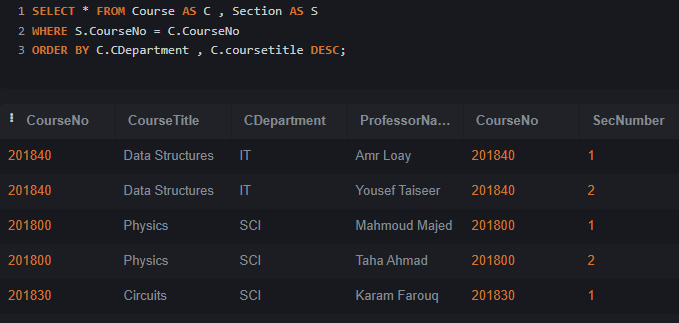 1 SELECT * FROM Course AS C , Section AS S
2 WHERE S.CourseNo = C.CourseNo
3 ORDER BY C.CDepartment , C.coursetitle DESC;
CourseNo CourseTitle CDepartment ProfessorNa... CourseNo SecNumber
201840 Data Structures IT Amr Loay 201840 1
201840 Data Structures IT Yousef Taiseer 201840 2
201800 Physics SCI Mahmoud Majed 201800 1
201800 Physics SCI Taha Ahmad 201800 2
201830 Circuits SCI Karam Farouq 201830 1